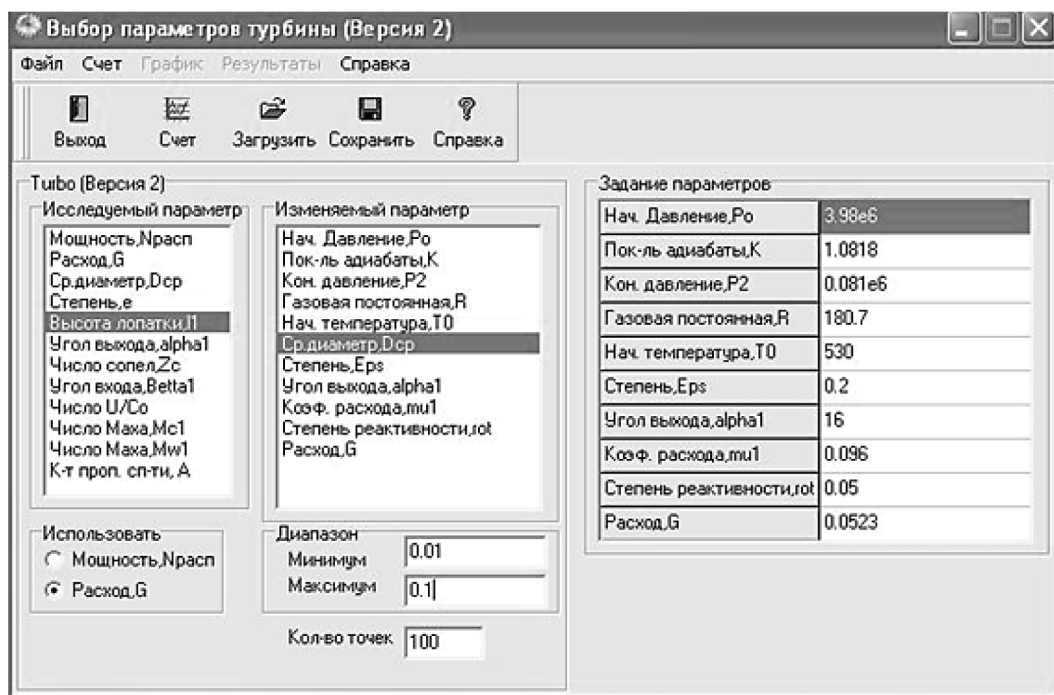 Выбор параметров турбины (Версия 2)
Файл Счет График Результаты Справка
Выход Счет Загрузить Сохранить Справка
Turbo (Версия 2)
Исследуемый параметр
Мощность,Nрасп
Расход,G
Ср.диаметр,Dср
Степень,e
Высота лопатки,l1
Угол выхода,alpha1
Число сопел,Zc
Угол входа,Betta1
Число U/Co
Число Маха,Mc1
Число Маха,Mw1
К-т проп. сп-ти, А
Изменяемый параметр
Нач. Давление,Po
Пок-ль адиабаты,K
Кон. давление,P2
Газовая постоянная,R
Нач. температура,T0
Ср.диаметр,Dср
Степень,Eps
Угол выхода,alpha1
Коэф. расхода,mu1
Степень реактивности,rot
Расход,G
Использовать
Мощность,Nрасп
Расход,G
Диапазон
Минимум 0.01
Максимум 0.1
Кол-во точек 100
Задание параметров
Нач. Давление,Po 3.98e6
Пок-ль адиабаты,K 1.0818
Кон. давление,P2 0.081e6
Газовая постоянная,R 180.7
Нач. температура,T0 530
Степень,Eps 0.2
Угол выхода,alpha1 16
Коэф. расхода,mu1 0.096
Степень реактивности,rot 0.05
Расход,G 0.0523